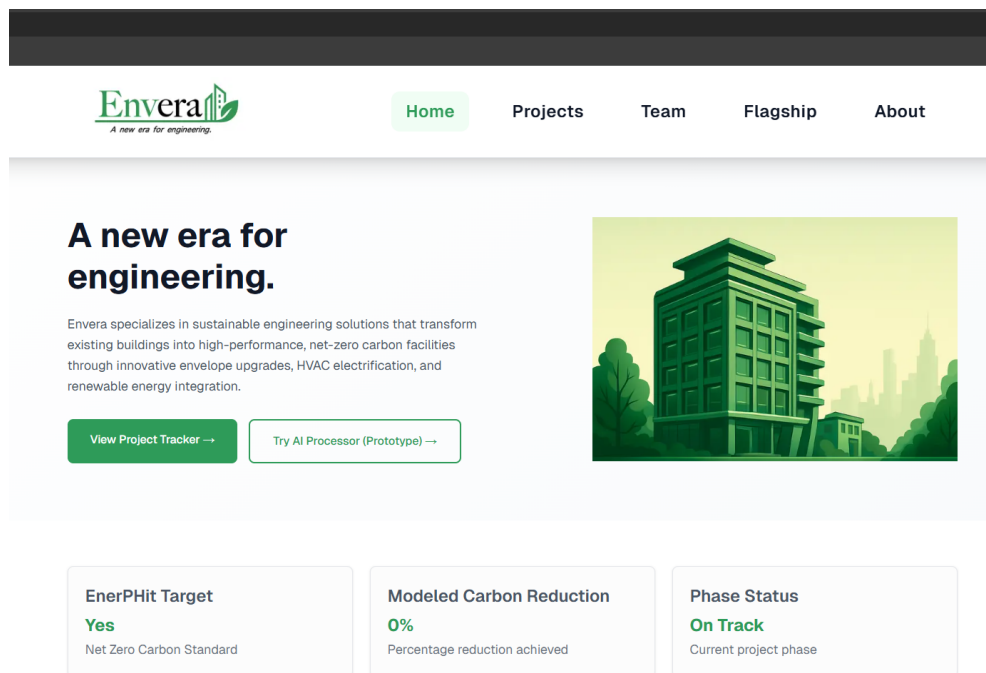 Envera
A new era for engineering.
Home
Projects
Team
Flagship
About
A new era for
engineering.
Envera specializes in sustainable engineering solutions that transform
existing buildings into high-performance, net-zero carbon facilities
through innovative envelope upgrades, HVAC electrification, and
renewable energy integration.
View Project Tracker →
Try AI Processor (Prototype) →
EnerPHit Target
Yes
Net Zero Carbon Standard
Modeled Carbon Reduction
0%
Percentage reduction achieved
Phase Status
On Track
Current project phase